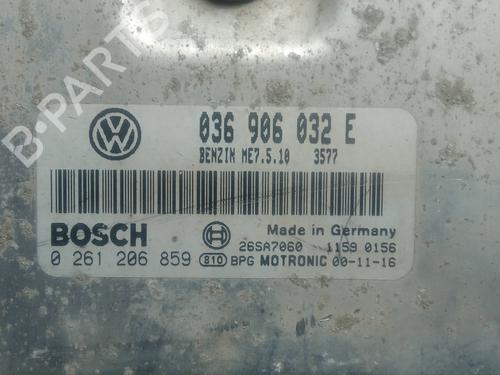 036 906 032 E
BENZIN ME7.5.10 3577
BOSCH
Made in Germany
26SA7060 1159 0156
0 261 206 859 810 BPG MOTRONIC 00-11-16